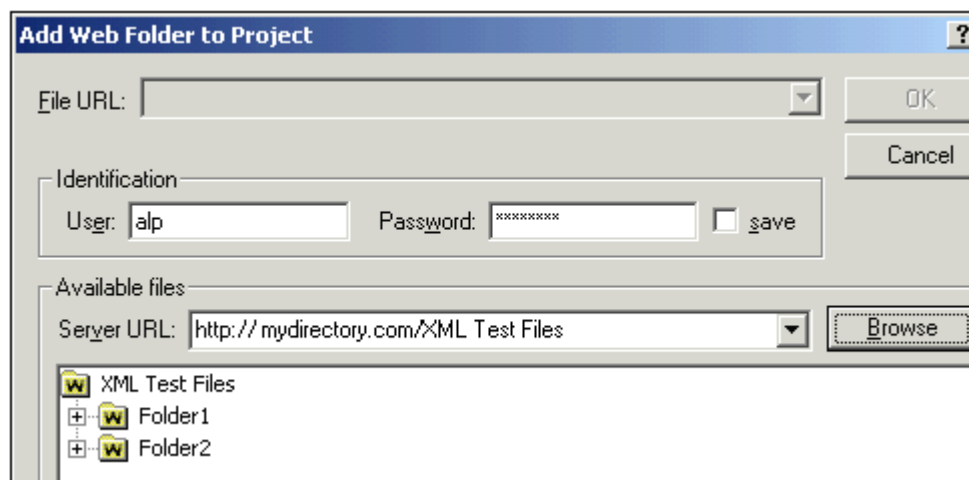 Add Web Folder to Project ?
File URL: OK
Cancel
Identification
User: alp Password: ******** save
Available files
Server URL: http:// mydirectory.com/XML Test Files Browse
XML Test Files
Folder1
Folder2